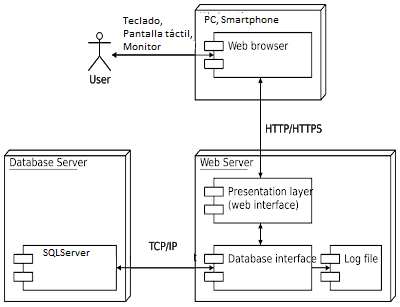 Teclado,
Pantalla táctil,
Monitor
User
PC, Smartphone
Web browser
HTTP/HTTPS
Database Server
SQLServer
TCP/IP
Web Server
Presentation layer
(web interface)
Database interface
Log file